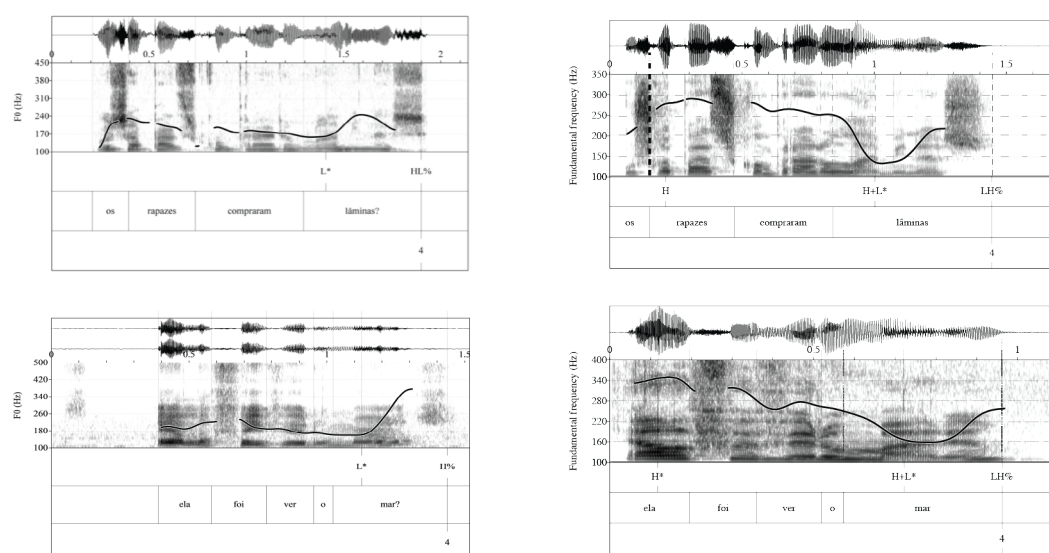 0 0.5 1 1.5 2
450
380
310
240
170
100
F0 (Hz)
L* HL%
os rapazes compraram lâminas?
4
0 0.5 1 1.5
350
300
250
200
150
100
Fundamental frequency (Hz)
H H+L* LH%
os rapazes compraram lâminas
4
0 0.5 1 1.5
500
420
340
260
180
100
F0 (Hz)
L* H%
ela foi ver o mar?
4
0 0.5 1
400
340
280
220
160
100
Fundamental frequency (Hz)
H* H+L* LH%
ela foi ver o mar
4